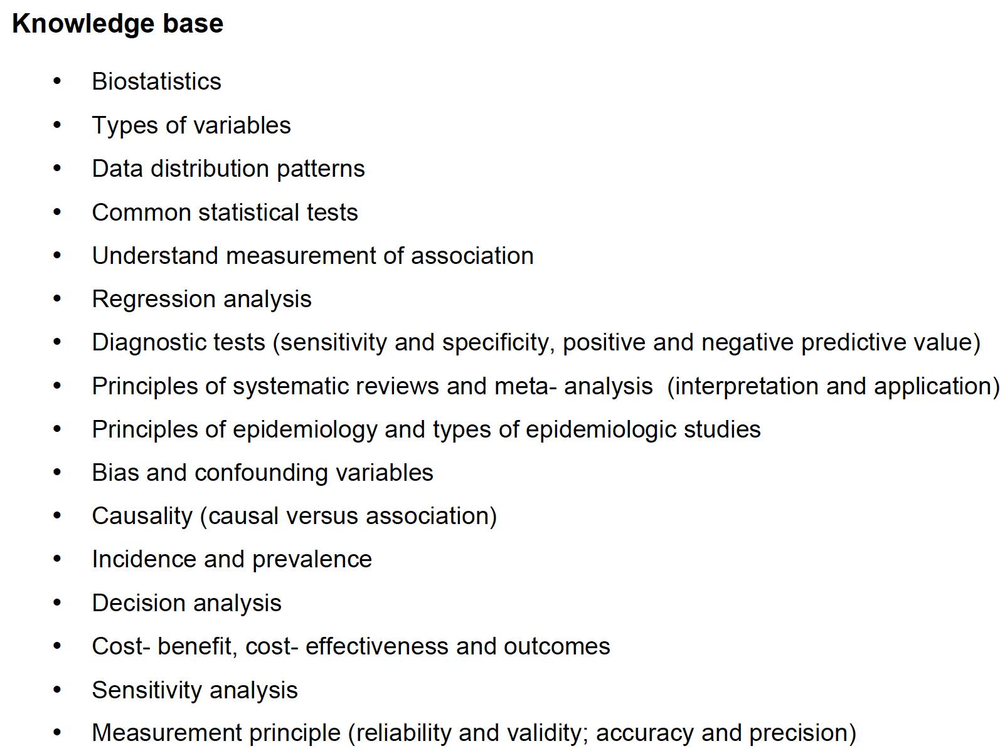 Knowledge base
• Biostatistics
• Types of variables
• Data distribution patterns
• Common statistical tests
• Understand measurement of association
• Regression analysis
• Diagnostic tests (sensitivity and specificity, positive and negative predictive value)
• Principles of systematic reviews and meta- analysis  (interpretation and application)
• Principles of epidemiology and types of epidemiologic studies
• Bias and confounding variables
• Causality (causal versus association)
• Incidence and prevalence
• Decision analysis
• Cost- benefit, cost- effectiveness and outcomes
• Sensitivity analysis
• Measurement principle (reliability and validity; accuracy and precision)